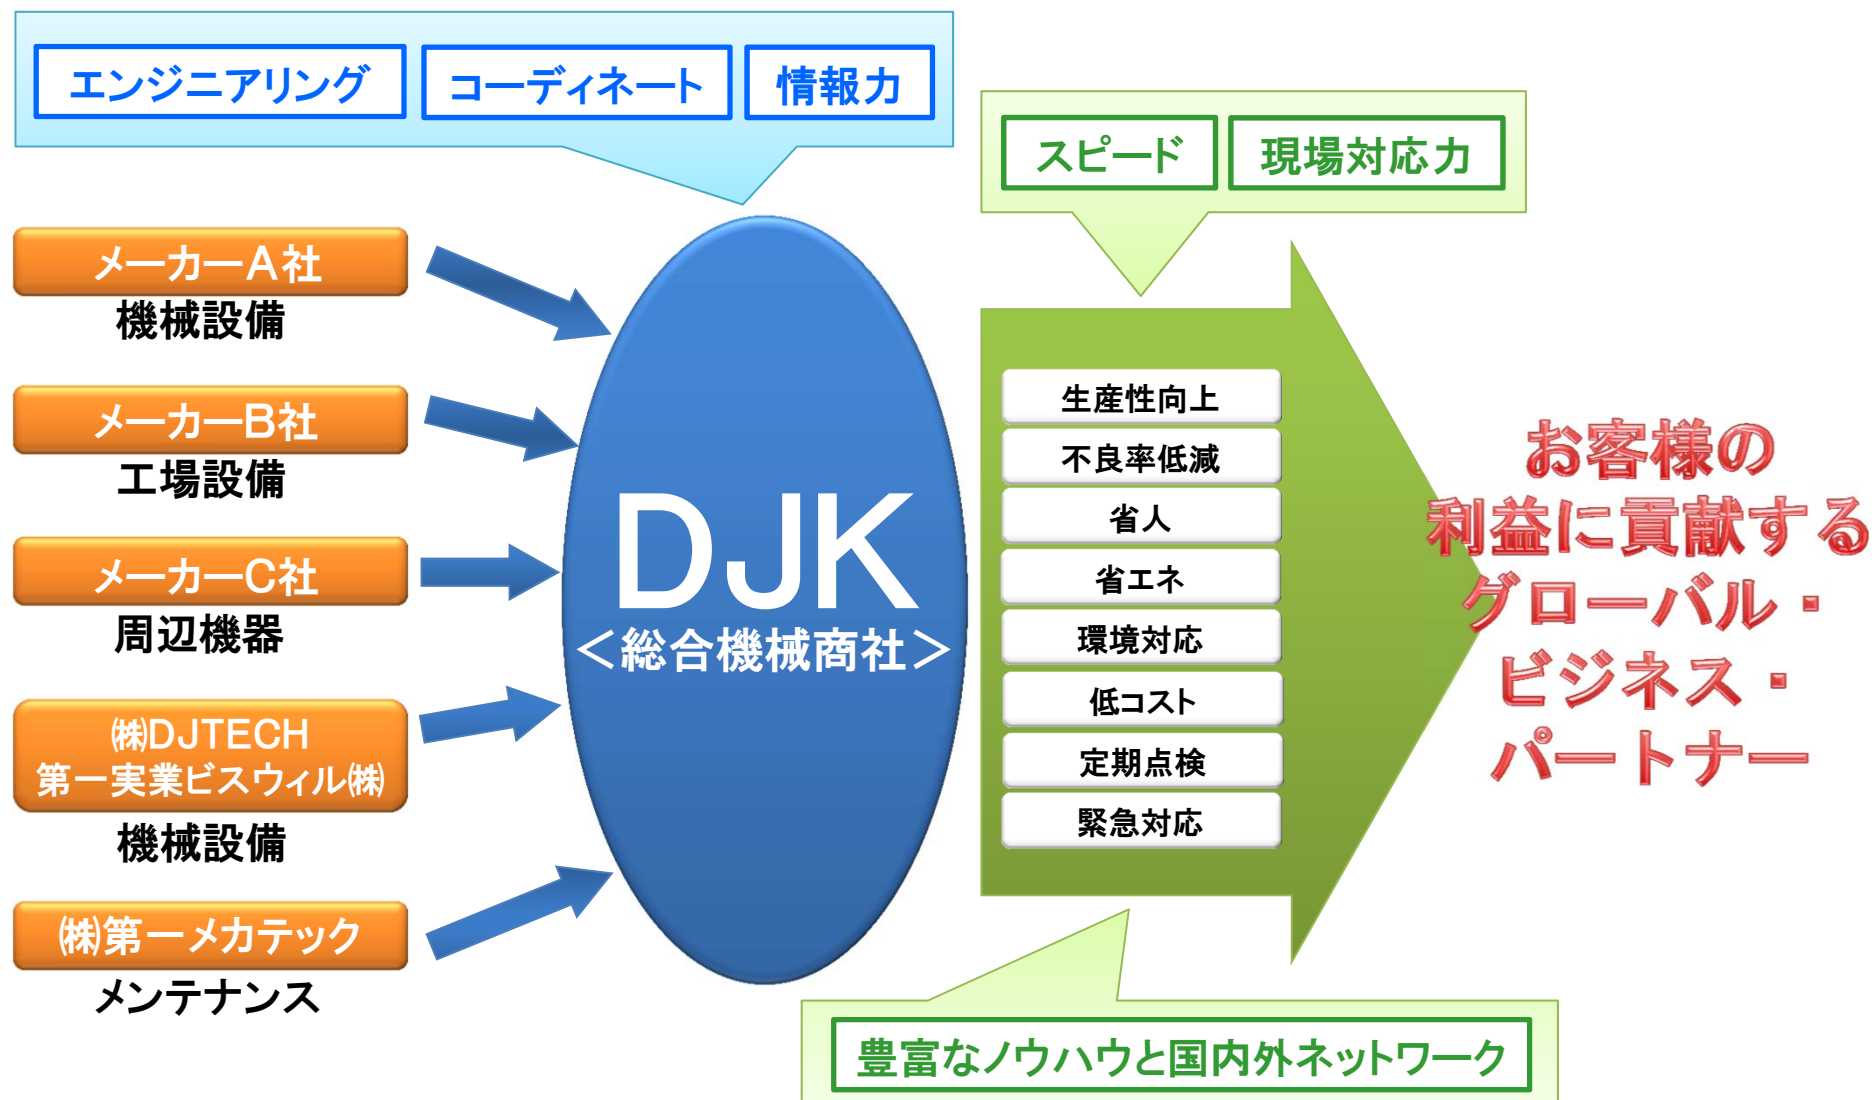 エンジニアリング
コーディネート
情報力
スピード
現場対応力
メーカーA社
機械設備
メーカーB社
工場設備
メーカーC社
周辺機器
㈱DJTECH
第一実業ビスウィル㈱
機械設備
㈱第一メカテック
メンテナンス
DJK
＜総合機械商社＞
生産性向上
不良率低減
省人
省エネ
環境対応
低コスト
定期点検
緊急対応
お客様の
利益に貢献する
グローバル・
ビジネス・
パートナー
豊富なノウハウと国内外ネットワーク